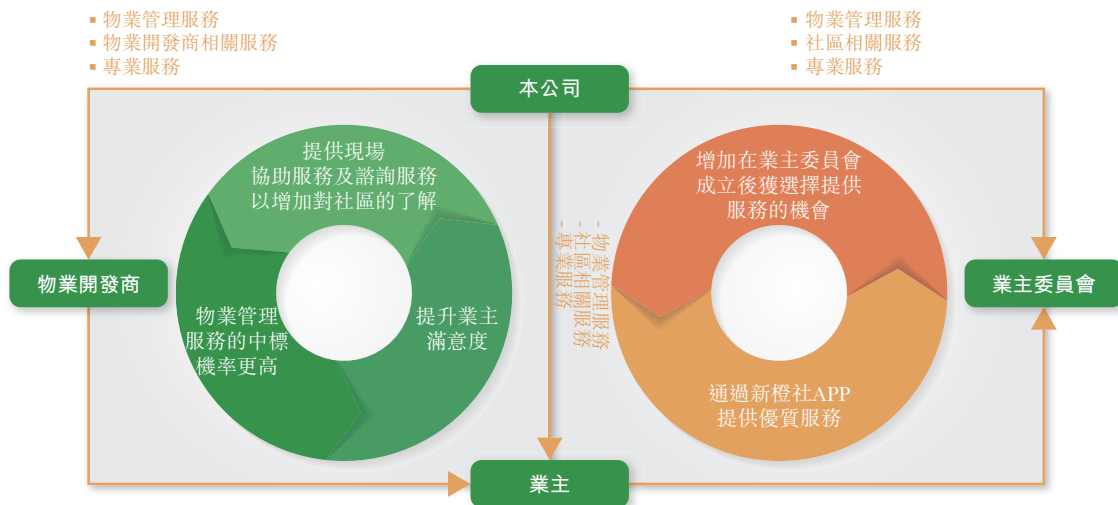 ▪ 物業管理服務
▪ 物業開發商相關服務
▪ 專業服務
▪ 物業管理服務
▪ 社區相關服務
▪ 專業服務
本公司
提供現場
協助服務及諮詢服務
以增加對社區的了解
增加在業主委員會
成立後獲選擇提供
服務的機會
- 物業管理服務
- 社區相關服務
- 專業服務
物業開發商
業主委員會
物業管理
服務的中標
機率更高
提升業主
滿意度
通過新橙社APP
提供優質服務
業主